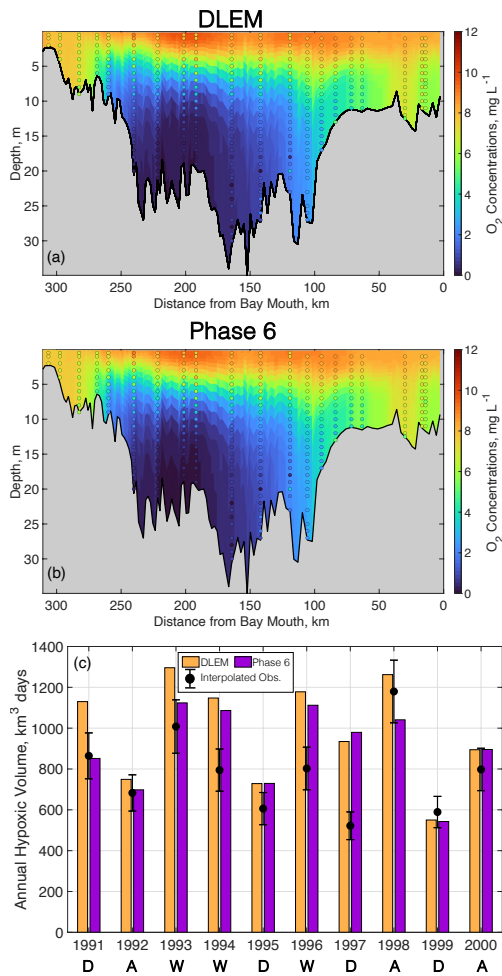 DLEM
5
10
15
20
25
30
Depth, m
(a)
300 250 200 150 100 50 0
Distance from Bay Mouth, km
12
10
8
6
4
2
0
O2 Concentrations, mg L-1
Phase 6
5
10
15
20
25
30
Depth, m
(b)
300 250 200 150 100 50 0
Distance from Bay Mouth, km
12
10
8
6
4
2
0
O2 Concentrations, mg L-1
1400
1200
1000
800
600
400
200
0
Annual Hypoxic Volume, km3 days
(c)
DLEM Phase 6
Interpolated Obs.
1991 1992 1993 1994 1995 1996 1997 1998 1999 2000
D A W W D W D A D A